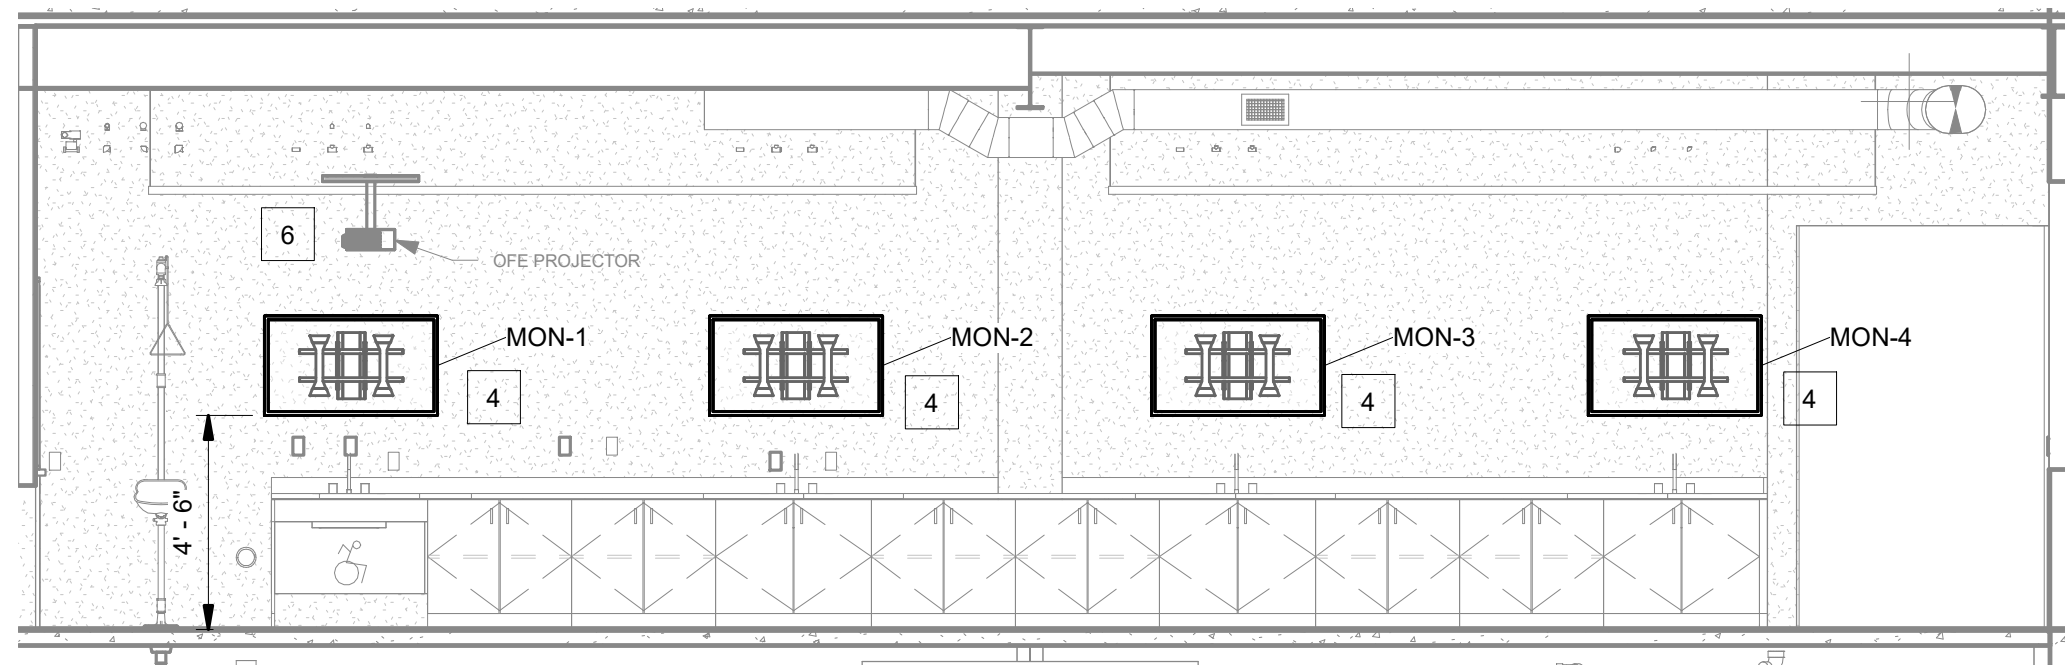 6
OFE PROJECTOR
MON-1
MON-2
MON-3
MON-4
4
4
4
4
4' - 6"